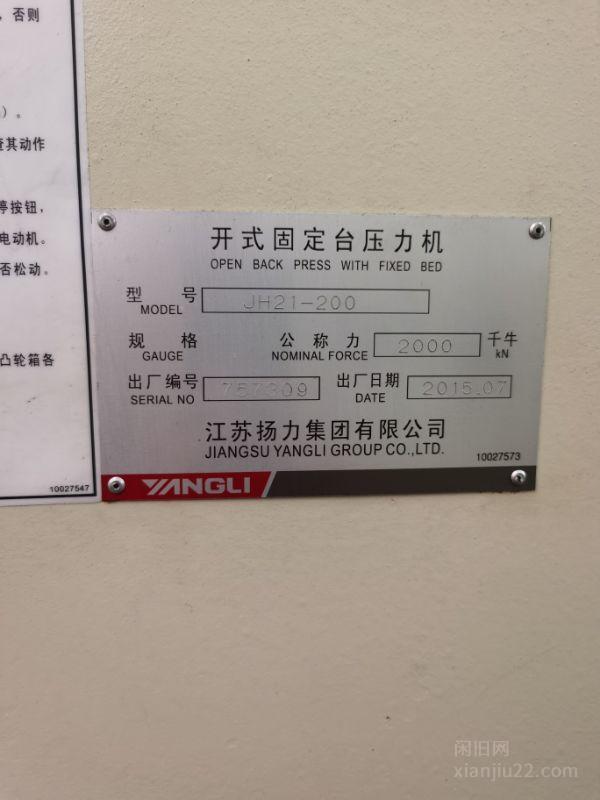 ，否则
）。
查其动作
停按钮，
电动机。
否松动。
凸轮箱各
10027547
开式固定台压力机
OPEN BACK PRESS WITH FIXED BED
型 号 JH21-200
MODEL
规 格 公称力 2000 千牛
GAUGE NOMINAL FORCE kN
出厂编号 757309 出厂日期 2015.07
SERIAL NO DATE
江苏扬力集团有限公司
JIANGSU YANGLI GROUP CO.,LTD.
10027573
YANGLI
闲旧网
xianjiu22.com